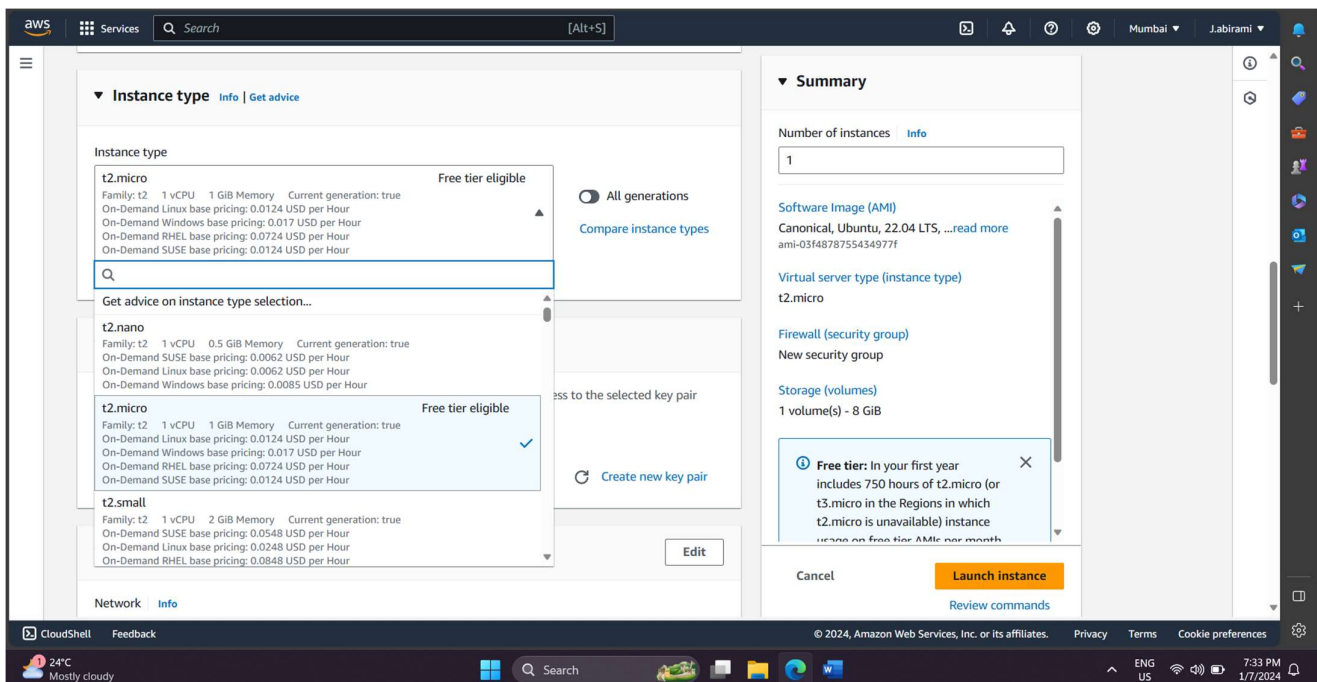 aws
Services
Search
[Alt+S]
Mumbai
J.abirami
Instance type
Info | Get advice
Instance type
t2.micro
Free tier eligible
Family: t2 1 vCPU 1 GiB Memory Current generation: true
On-Demand Linux base pricing: 0.0124 USD per Hour
On-Demand Windows base pricing: 0.017 USD per Hour
On-Demand RHEL base pricing: 0.0724 USD per Hour
On-Demand SUSE base pricing: 0.0124 USD per Hour
All generations
Compare instance types
Get advice on instance type selection...
t2.nano
Family: t2 1 vCPU 0.5 GiB Memory Current generation: true
On-Demand SUSE base pricing: 0.0062 USD per Hour
On-Demand Linux base pricing: 0.0062 USD per Hour
On-Demand Windows base pricing: 0.0085 USD per Hour
t2.micro
Free tier eligible
Family: t2 1 vCPU 1 GiB Memory Current generation: true
On-Demand Linux base pricing: 0.0124 USD per Hour
On-Demand Windows base pricing: 0.017 USD per Hour
On-Demand RHEL base pricing: 0.0724 USD per Hour
On-Demand SUSE base pricing: 0.0124 USD per Hour
t2.small
Family: t2 1 vCPU 2 GiB Memory Current generation: true
On-Demand SUSE base pricing: 0.0548 USD per Hour
On-Demand Linux base pricing: 0.0248 USD per Hour
On-Demand RHEL base pricing: 0.0848 USD per Hour
ess to the selected key pair
Create new key pair
Edit
Network Info
Summary
Number of instances Info
1
Software Image (AMI)
Canonical, Ubuntu, 22.04 LTS, ...read more
ami-03f4878755434977f
Virtual server type (instance type)
t2.micro
Firewall (security group)
New security group
Storage (volumes)
1 volume(s) - 8 GiB
Free tier: In your first year
includes 750 hours of t2.micro (or
t3.micro in the Regions in which
t2.micro is unavailable) instance
usage on free tier AMIs per month
Cancel
Launch instance
Review commands
CloudShell
Feedback
© 2024, Amazon Web Services, Inc. or its affiliates.
Privacy
Terms
Cookie preferences
1
24°C
Mostly cloudy
Search
ENG
US
7:33 PM
1/7/2024